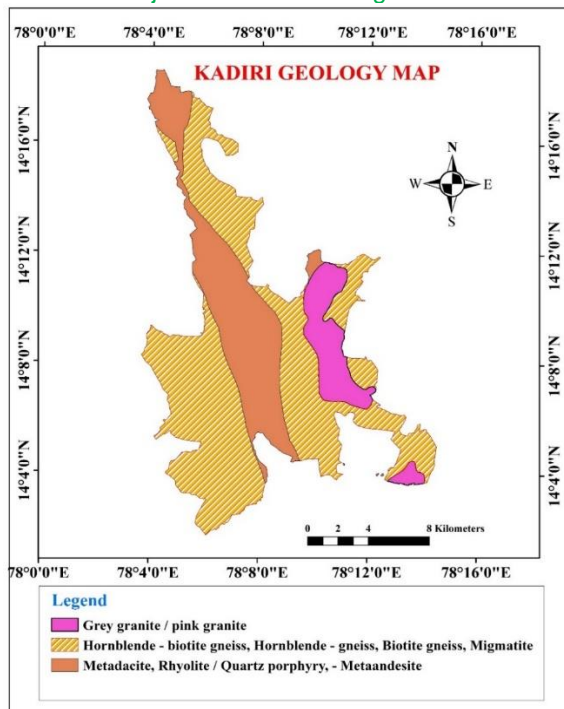 78°0'0"E 78°4'0"E 78°8'0"E 78°12'0"E 78°16'0"E
KADIRI GEOLOGY MAP
14°16'0"N 14°16'0"N
N
W E
S
14°12'0"N 14°12'0"N
14°8'0"N 14°8'0"N
14°4'0"N 14°4'0"N
0 2 4 8 Kilometers
78°0'0"E 78°4'0"E 78°8'0"E 78°12'0"E 78°16'0"E
Legend
Grey granite / pink granite
Hornblende - biotite gneiss, Hornblende - gneiss, Biotite gneiss, Migmatite
Metadacite, Rhyolite / Quartz porphyry, - Metaandesite